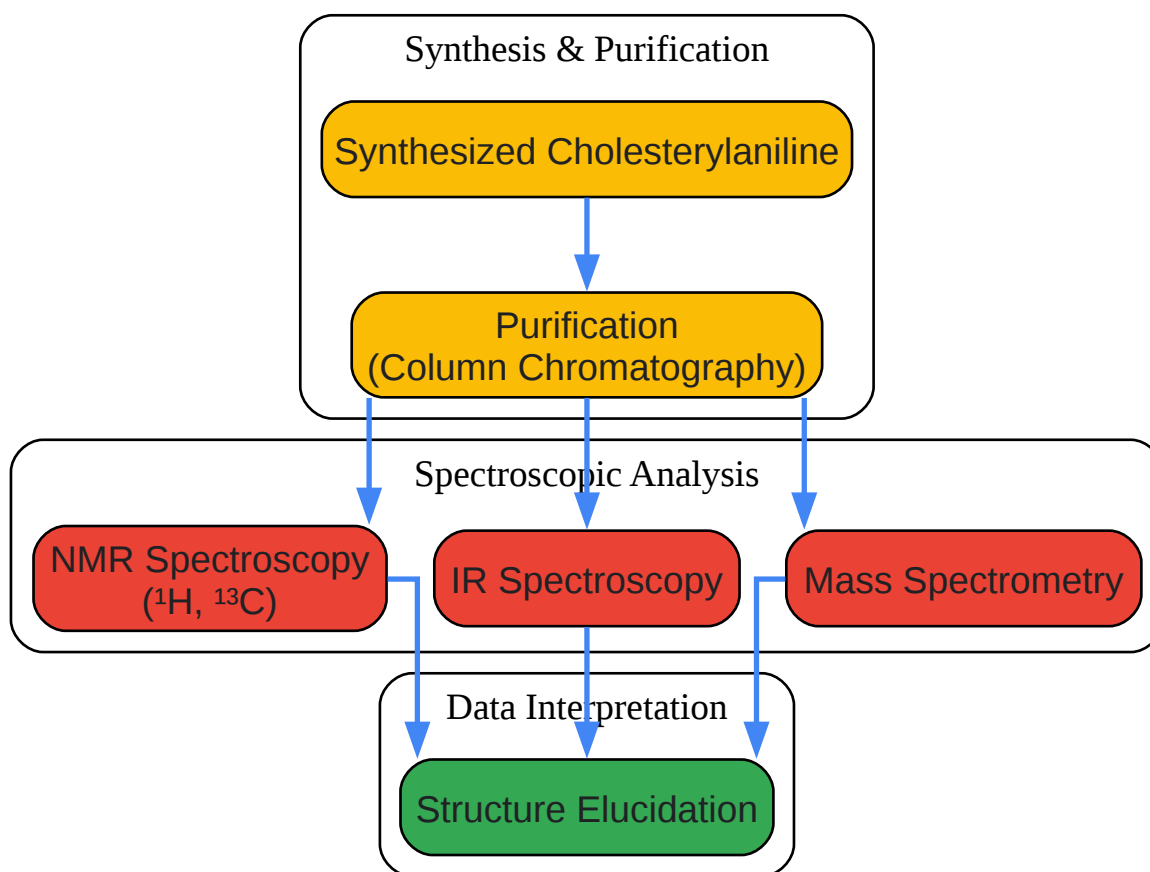 Synthesis & Purification
Synthesized Cholesterylaniline
Purification
(Column Chromatography)
Spectroscopic Analysis
NMR Spectroscopy
(¹H, ¹³C)
IR Spectroscopy
Mass Spectrometry
Data Interpretation
Structure Elucidation